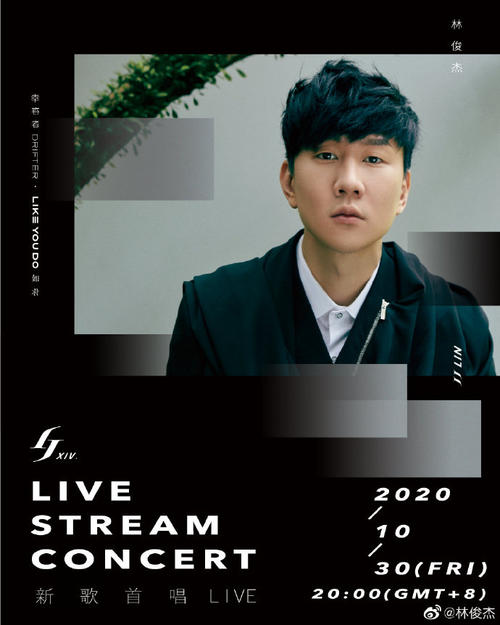 林俊杰
幸存者 DRIFTER · LIKE YOU DO 如你
JJ LIN
XIV.
LIVE
STREAM
CONCERT
新歌首唱 LIVE
2020
/
10
/
30(FRI)
20:00(GMT+8)
@林俊杰